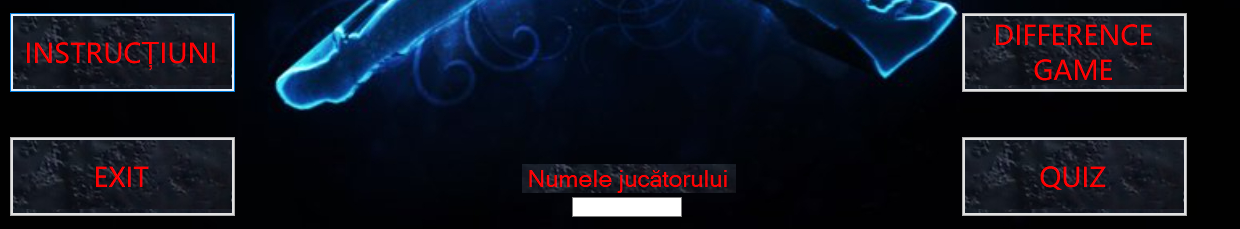 INSTRUCȚIUNI
DIFFERENCE
GAME
EXIT
Numele jucătorului
QUIZ